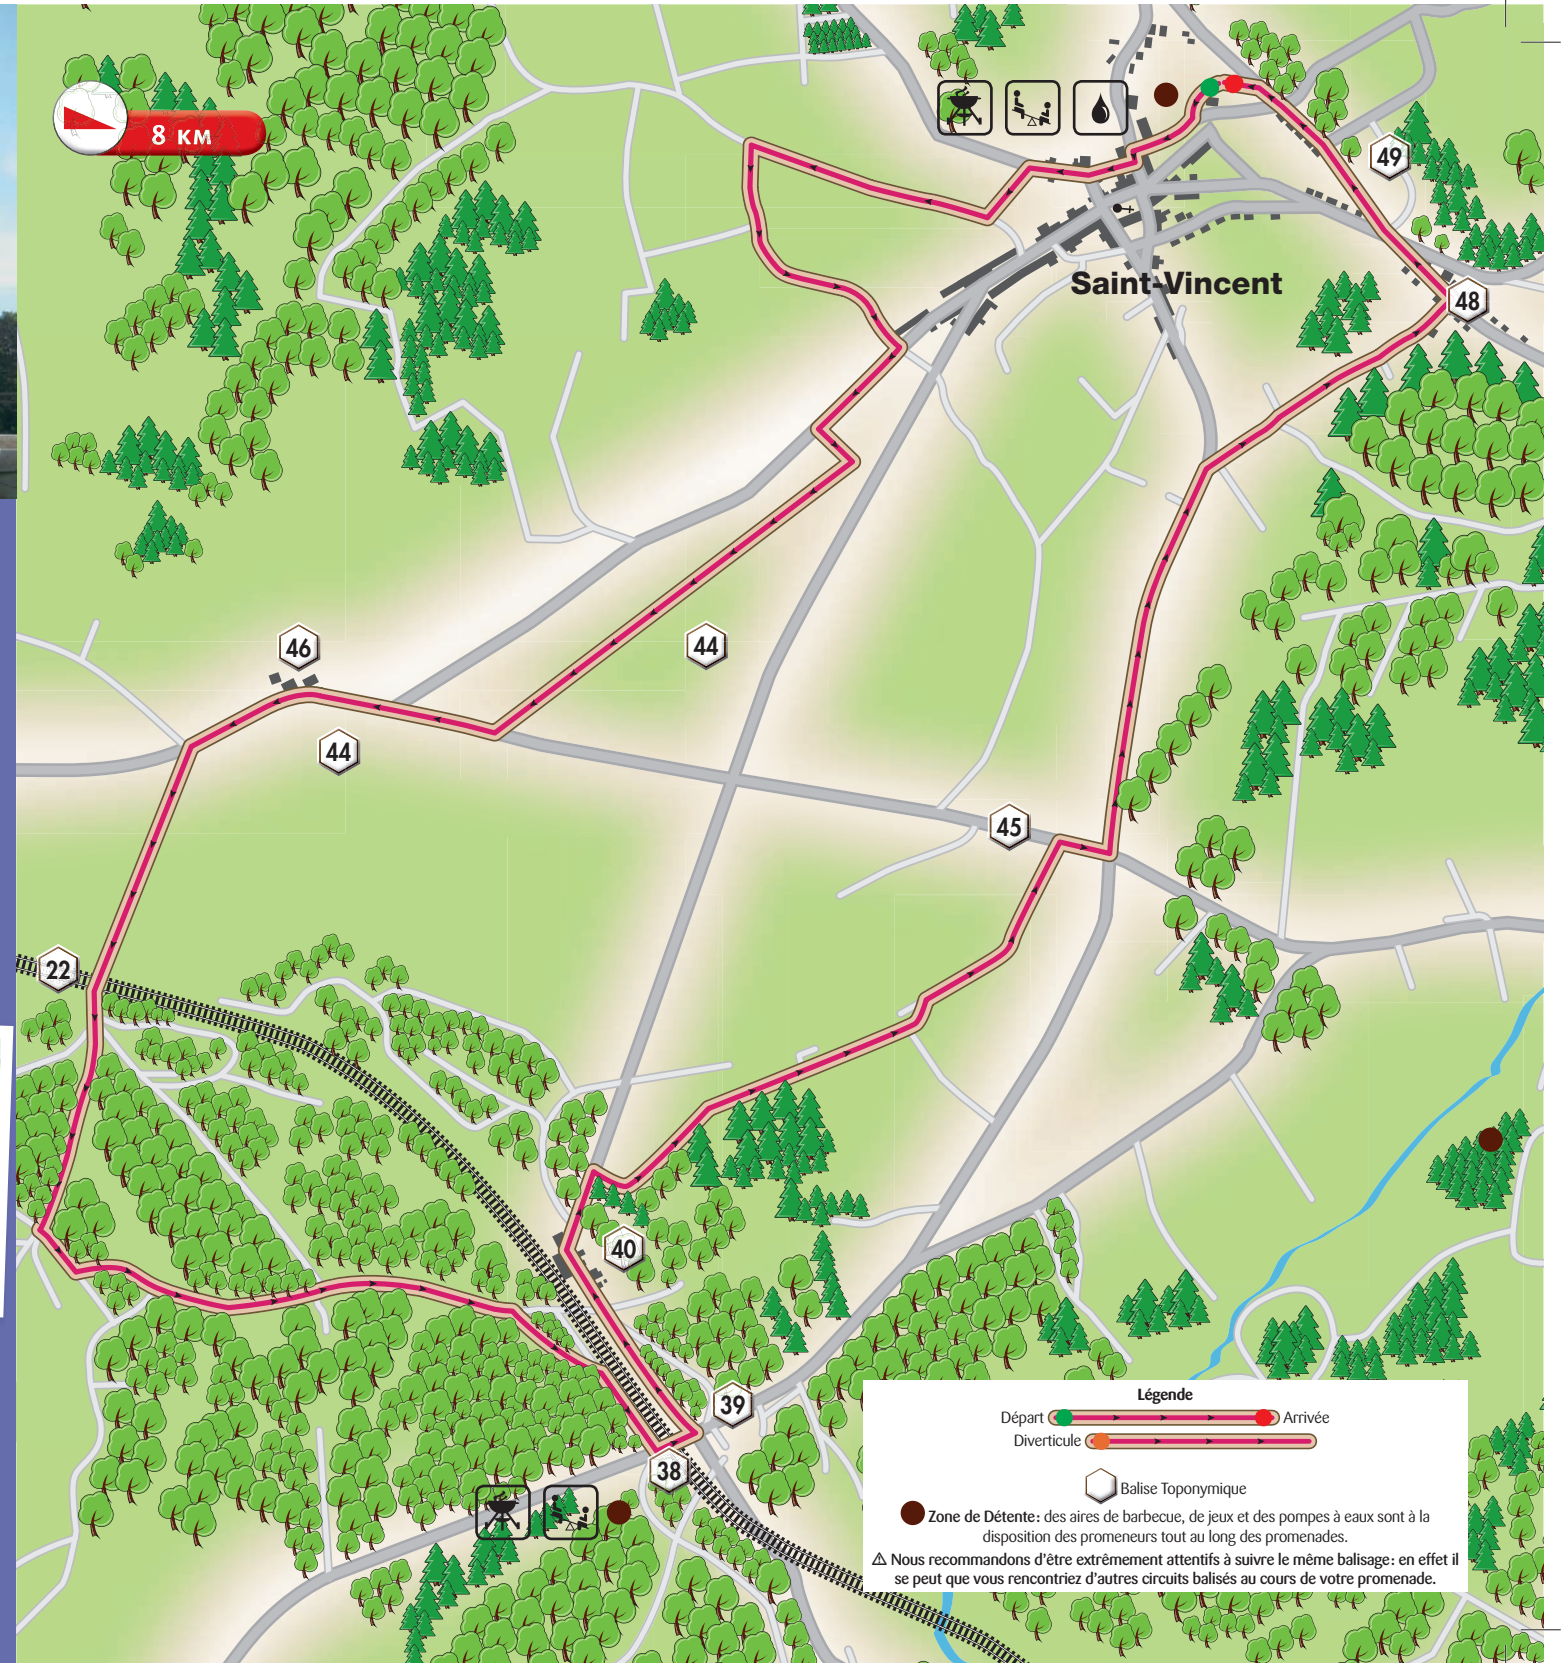 8 KM
49
Saint-Vincent
48
46
44
44
45
22
40
39
38
Légende
Départ Arrivée
Diverticule
Balise Toponymique
Zone de Détente: des aires de barbecue, de jeux et des pompes à eaux sont à la
disposition des promeneurs tout au long des promenades.
⚠ Nous recommandons d'être extrêmement attentifs à suivre le même balisage: en effet il
se peut que vous rencontriez d'autres circuits balisés au cours de votre promenade.